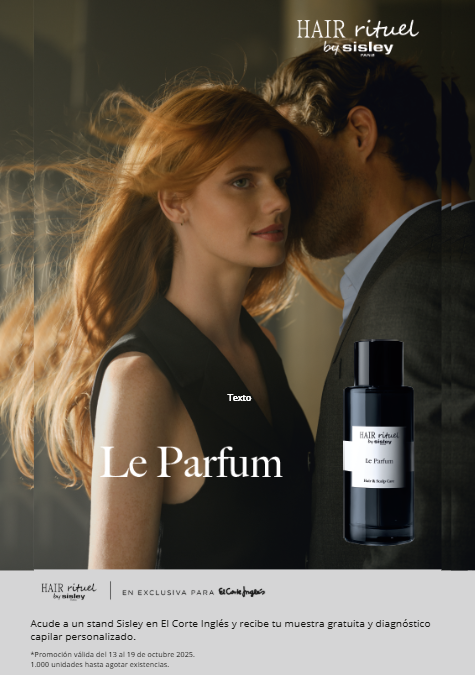 HAIR rituel
by sisley
PARIS
Texto
Le Parfum
HAIR rituel
by sisley
Le Parfum
Hair & Scalp Care
HAIR rituel
by sisley
EN EXCLUSIVA PARA El Corte Inglés
Acude a un stand Sisley en El Corte Inglés y recibe tu muestra gratuita y diagnóstico
capilar personalizado.
*Promoción válida del 13 al 19 de octubre 2025.
1.000 unidades hasta agotar existencias.